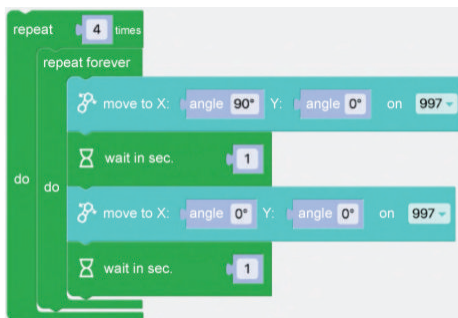 repeat 4 times
repeat forever
move to X: angle 90° Y: angle 0° on 997
wait in sec. 1
do do
move to X: angle 0° Y: angle 0° on 997
wait in sec. 1